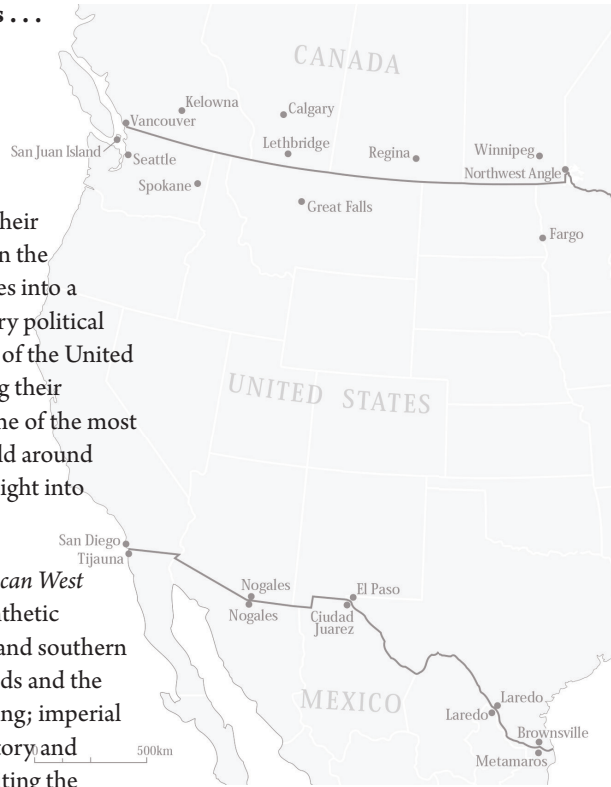 s . . .
CANADA
Kelowna
Calgary
Vancouver
San Juan Island
Lethbridge
Regina
Winnipeg
Seattle
Northwest Angle
Spokane
Great Falls
heir
Fargo
n the
es into a
ry political
of the United
g their
UNITED STATES
ne of the most
ld around
ight into
San Diego
Tijauna
can West
Nogales
El Paso
nthetic
Nogales
Ciudad
Juarez
and southern
ds and the
MEXICO
Laredo
ng; imperial
Laredo
Brownsville
tory and
0
500km
Metamaros
ting the